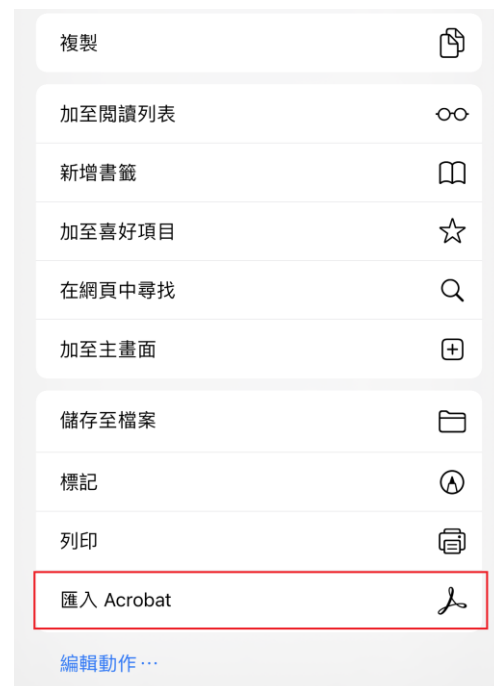 複製
加至閱讀列表
新增書籤
加至喜好項目
在網頁中尋找
加至主畫面
儲存至檔案
標記
列印
匯入 Acrobat
編輯動作⋯